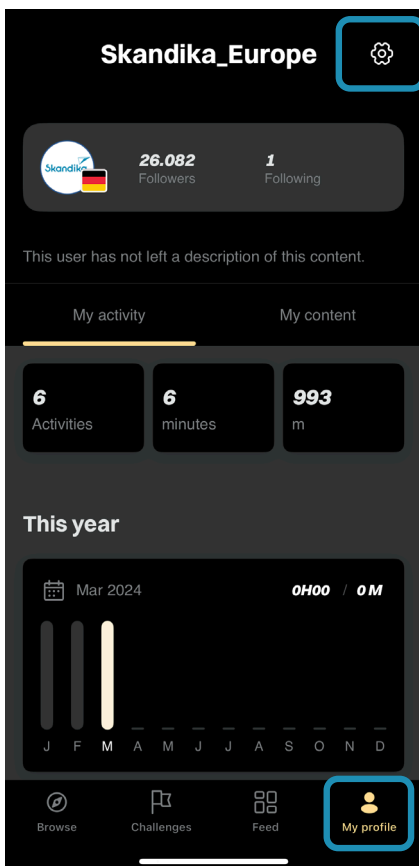 Skandika_Europe
Skandika
26.082
Followers
1
Following
This user has not left a description of this content.
My activity
My content
6
Activities
6
minutes
993
m
This year
Mar 2024
0H00 / 0 M
J F M A M J J A S O N D
Browse
Challenges
Feed
My profile